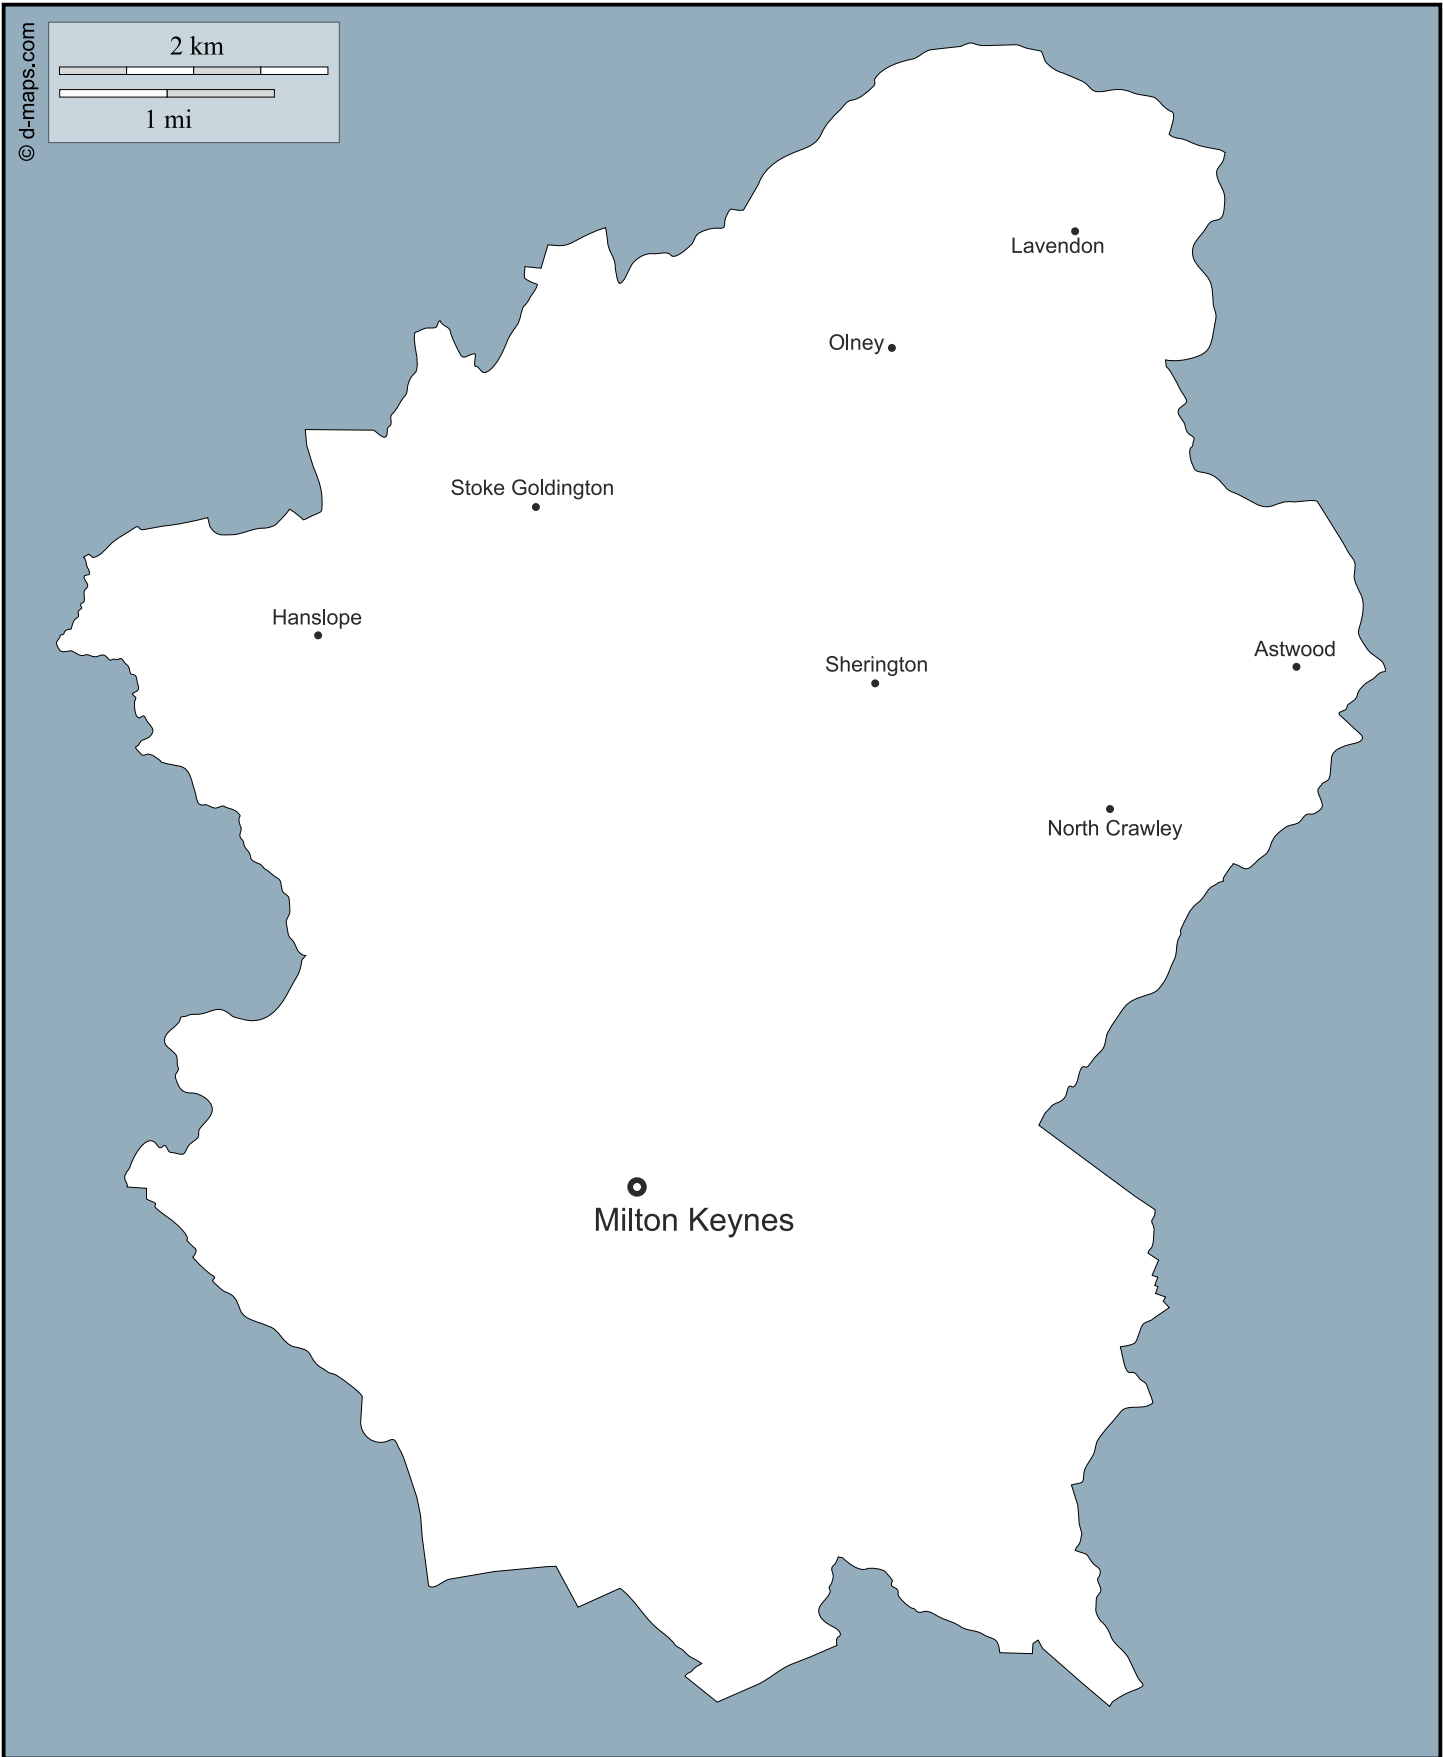 © d-maps.com
2 km
1 mi
Lavendon
Olney
Stoke Goldington
Hanslope
Sherington
Astwood
North Crawley
Milton Keynes